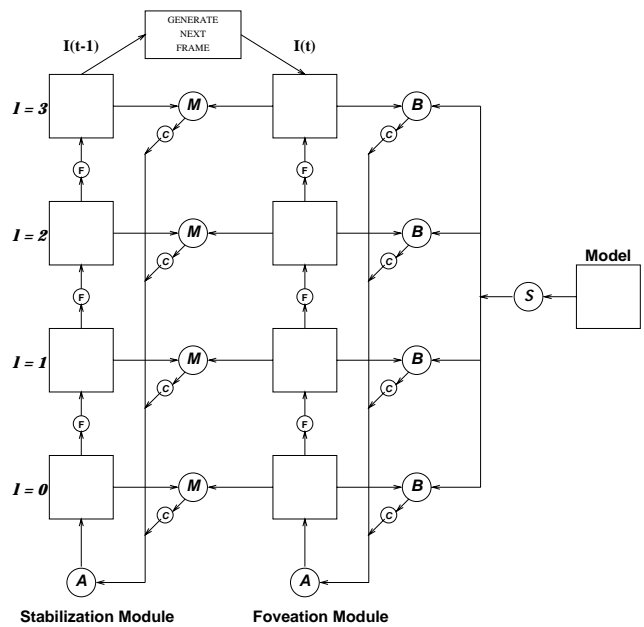 GENERATE
NEXT
FRAME
I(t-1)
I(t)
l = 3
M
B
C
C
F
F
l = 2
M
B
C
C
Model
F
F
S
l = 1
M
B
C
C
F
F
l = 0
M
B
C
C
A
A
Stabilization Module
Foveation Module